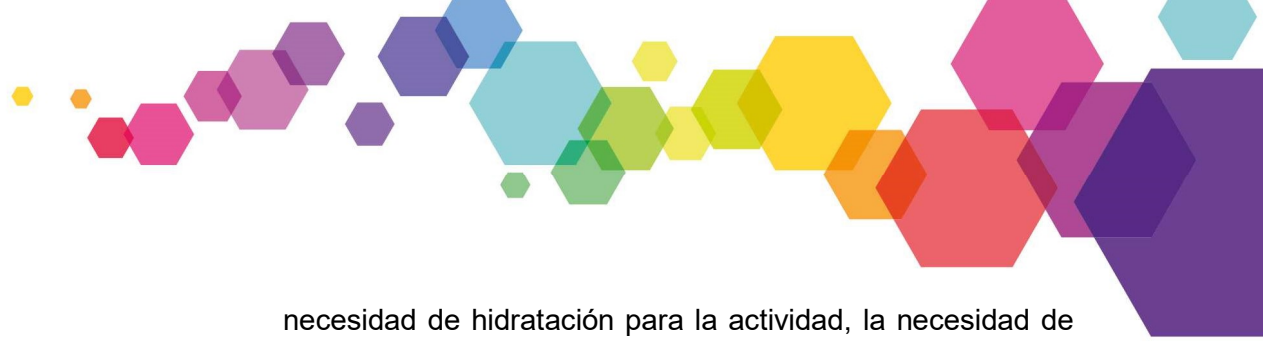 necesidad de hidratación para la actividad, la necesidad de